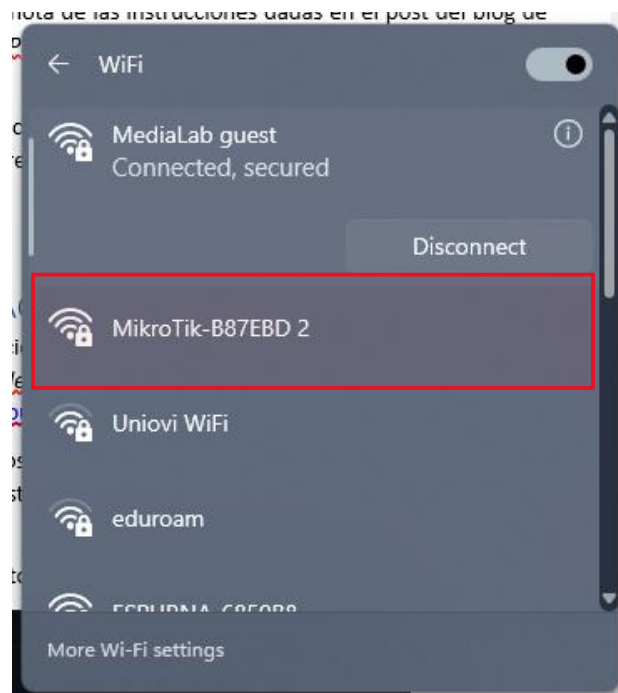 nota de las instrucciones dadas en el post del blog de
WiFi
MediaLab guest
Connected, secured
Disconnect
MikroTik-B87EBD 2
Uniovi WiFi
eduroam
More Wi-Fi settings